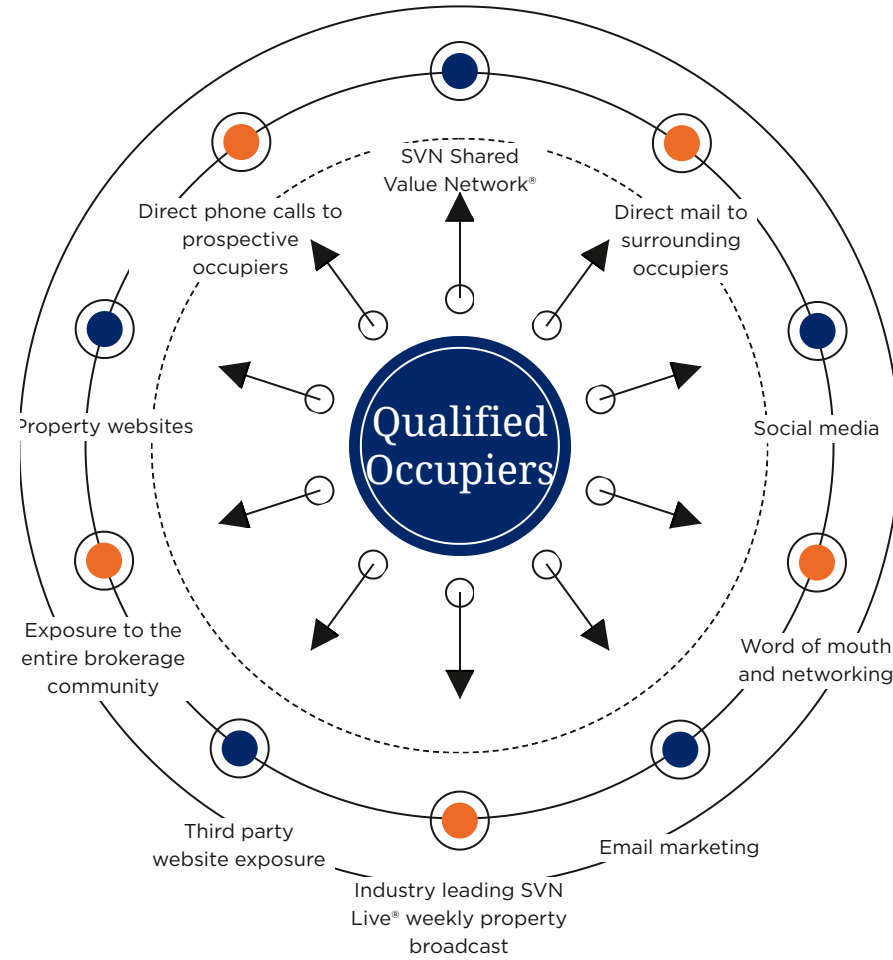 SVN Shared
Value Network®
Direct phone calls to
prospective
occupiers
Direct mail to
surrounding
occupiers
Property websites
Qualified
Occupiers
Social media
Exposure to the
entire brokerage
community
Word of mouth
and networking
Third party
website exposure
Email marketing
Industry leading SVN
Live® weekly property
broadcast